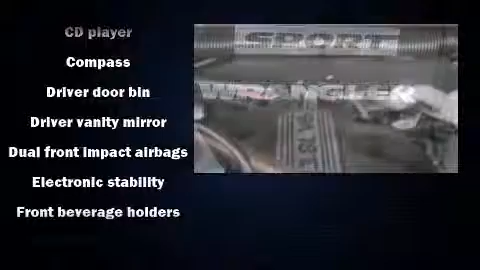 CD player
Compass
Driver door bin
Driver vanity mirror
Dual front impact airbags
Electronic stability
Front beverage holders
SPORT
WRANGLER